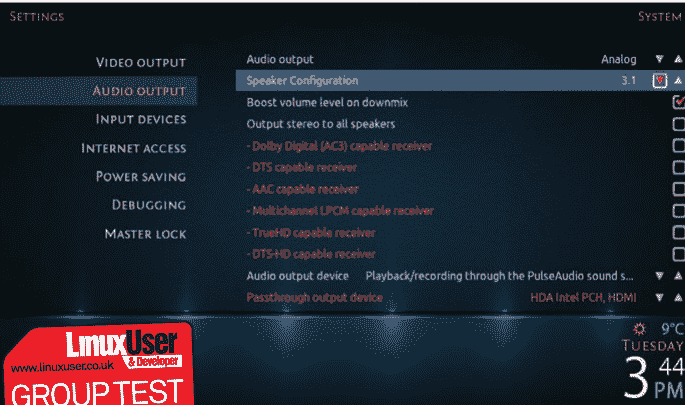 SETTINGS
SYSTEM
VIDEO OUTPUT
AUDIO OUTPUT
INPUT DEVICES
INTERNET ACCESS
POWER SAVING
DEBUGGING
MASTER LOCK
Audio output Analog
Speaker Configuration 3.1
Boost volume level on downmix
Output stereo to all speakers
- Dolby Digital (AC3) capable receiver
- DTS capable receiver
- AAC capable receiver
- Multichannel LPCM capable receiver
- TrueHD capable receiver
- DTS-HD capable receiver
Audio output device Playback/recording through the PulseAudio sound s...
Passthrough output device HDA Intel PCH, HDMI
9°C
TUESDAY
3 44
PM
LinuxUser
& Developer
www.linuxuser.co.uk
GROUP TEST